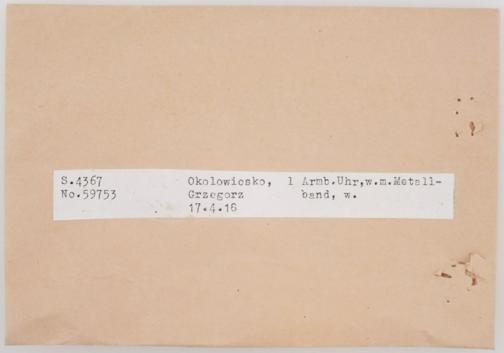 S.4367 Okolowicsko, 1 Armb.Uhr,w.m.Metall-
No.59753 Grzegorz band, w.
17.4.16